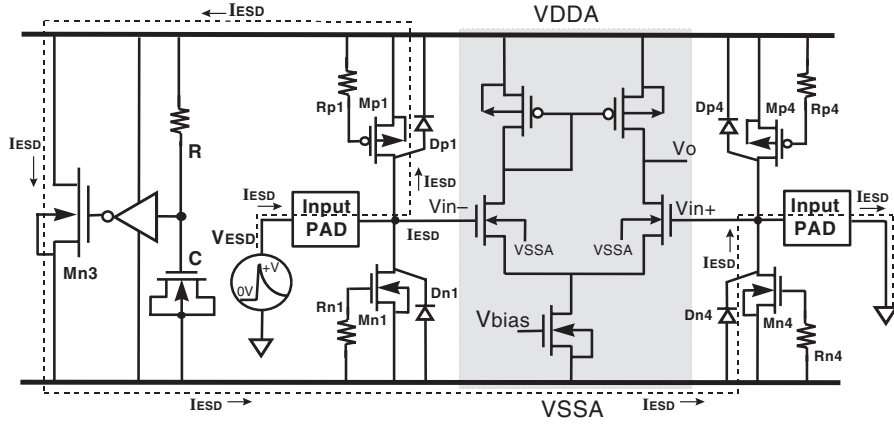 IESD
VDDA
Rp1
Mp1
Dp1
Dp4
Mp4
Rp4
R
IESD
IESD
Vo
IESD
Input
PAD
Vin–
Vin+
Input
PAD
IESD
VESD
IESD
VSSA
VSSA
IESD
C
Mn3
+V
0V
Rn1
Mn1
Dn1
Vbias
Dn4
Mn4
Rn4
IESD
VSSA
IESD